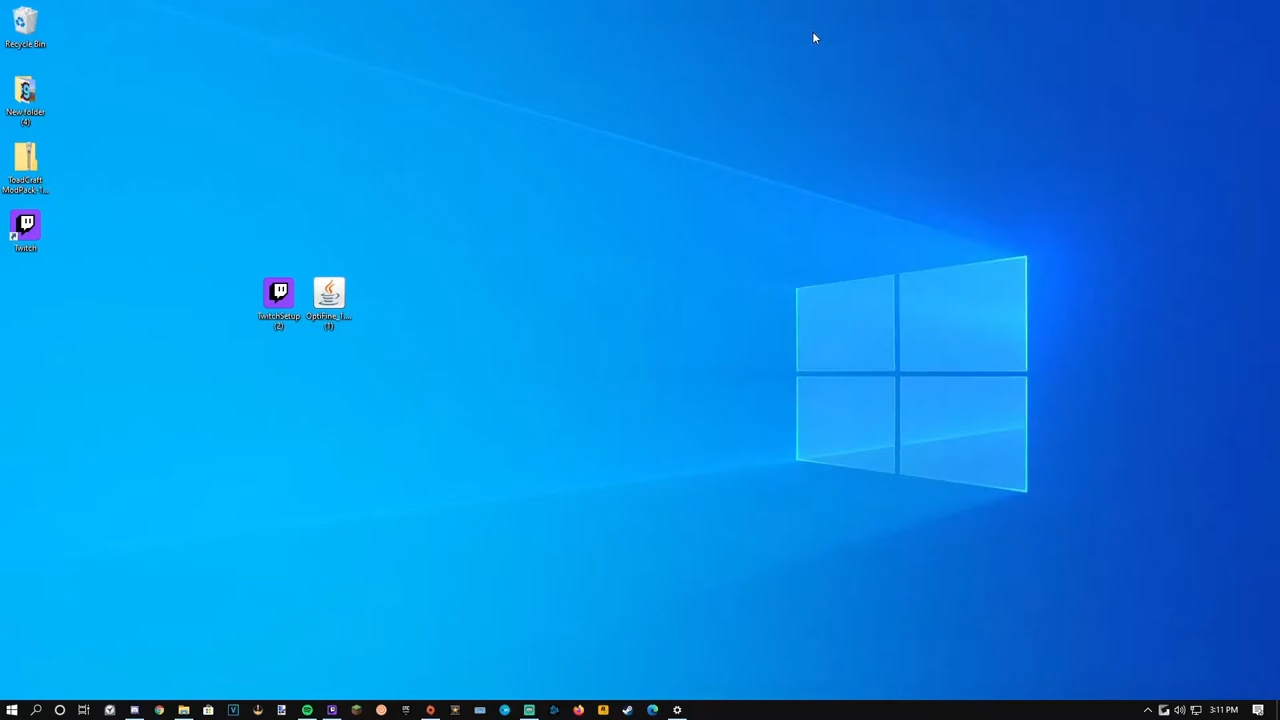 Recycle Bin
New folder
(4)
ToadCraft
ModPack-1...
Twitch
TwitchSetup
(2)
OptiFine_1....
(1)
3:11 PM